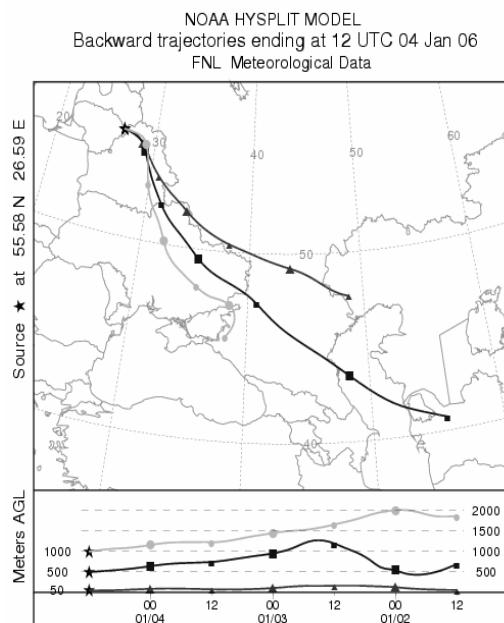 NOAA HYSPLIT MODEL
Backward trajectories ending at 12 UTC 04 Jan 06
FNL Meteorological Data
Source ★ at 55.58 N 26.59 E
20
30
40
50
60
50
40
Meters AGL
2000
1500
1000
500
50
1000
500
50
00 12 00 12 00 12
01/04 01/03 01/02